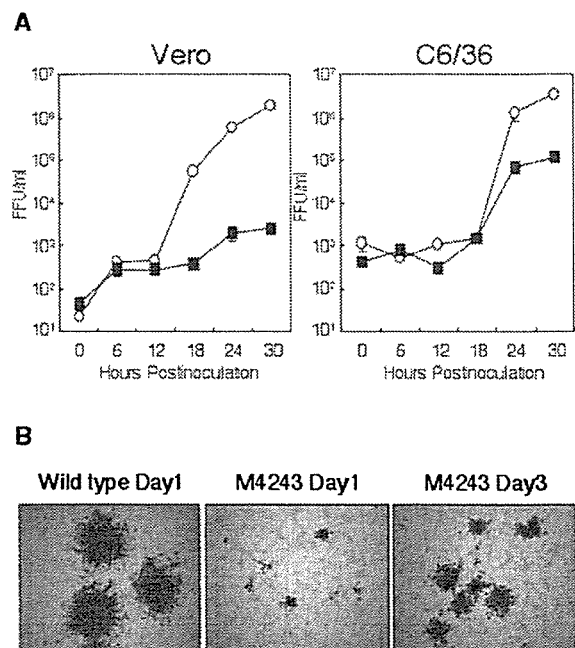 A
Vero
C6/36
10⁷
10⁶
10⁵
10⁴
10³
10²
10¹
FFU/ml
0 6 12 18 24 30
Hours Postinoculation
10⁷
10⁶
10⁵
10⁴
10³
10²
10¹
FFU/ml
0 6 12 18 24 30
Hours Postinoculation
B
Wild type Day1
M4243 Day1
M4243 Day3